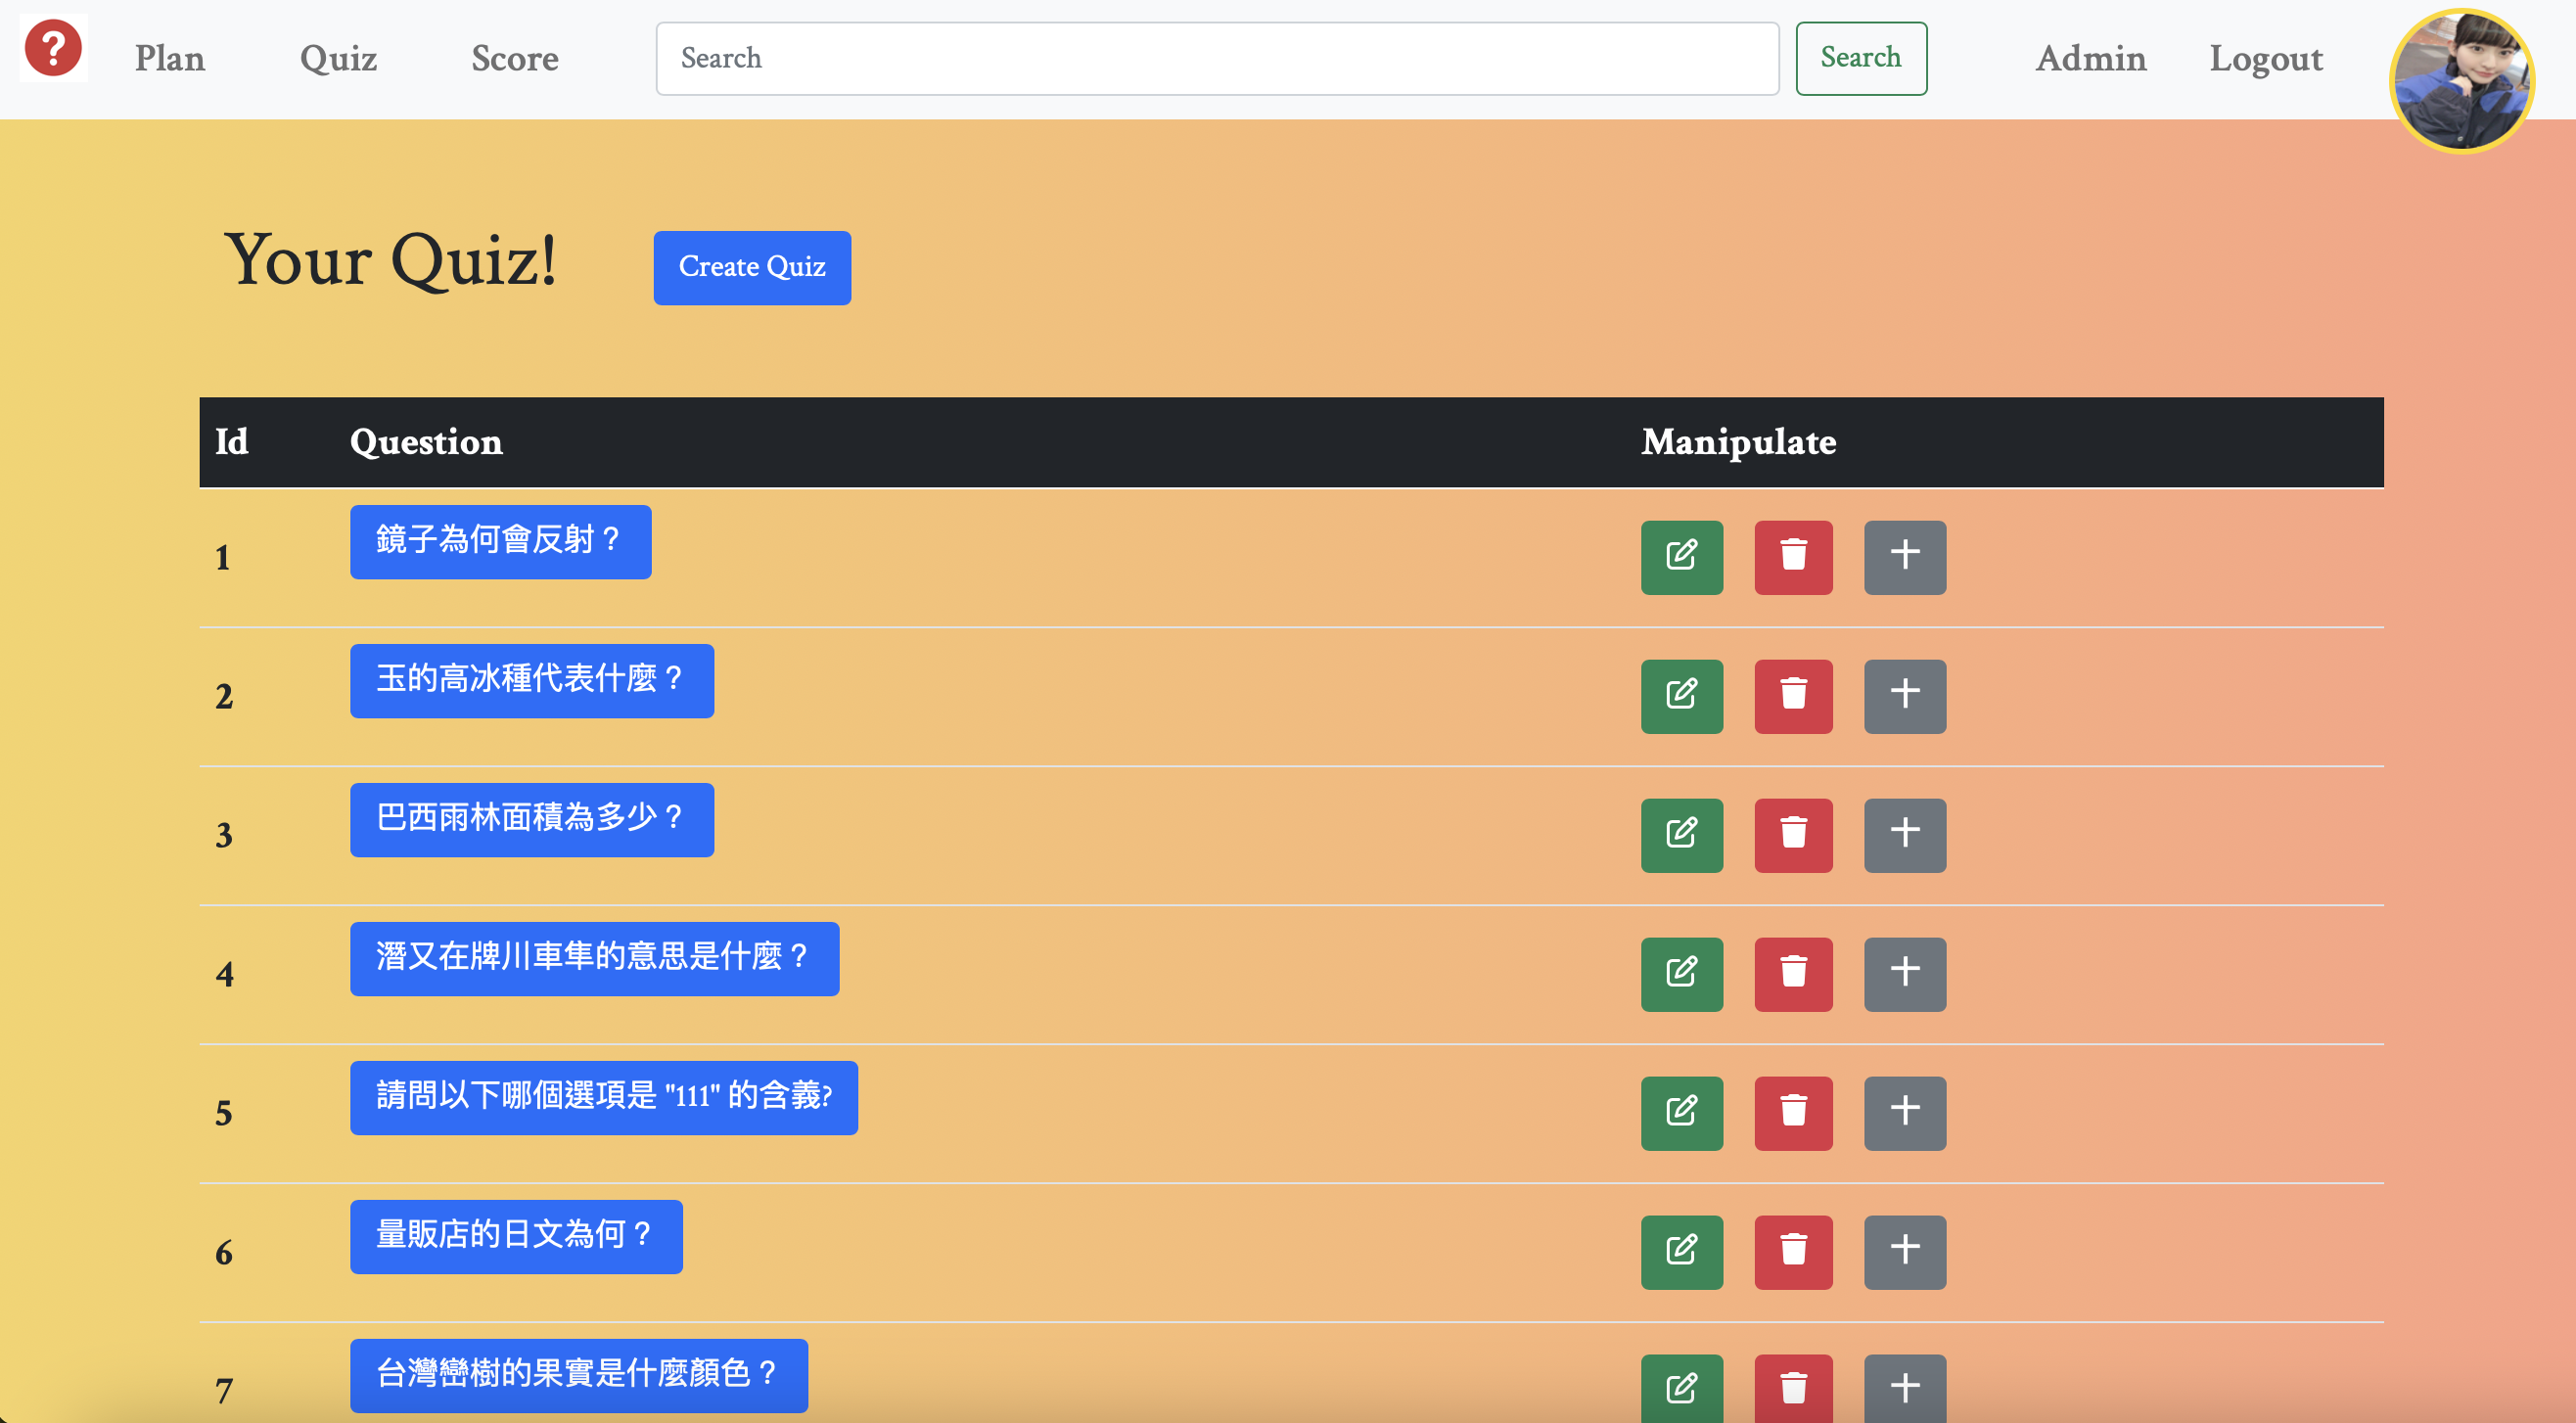 ?
Plan Quiz Score Search Search Admin Logout
Your Quiz! Create Quiz
Id Question Manipulate
1 鏡子為何會反射？
2 玉的高冰種代表什麼？
3 巴西雨林面積為多少？
4 潛又在牌川車隼的意思是什麼？
5 請問以下哪個選項是 "111" 的含義?
6 量販店的日文為何？
7 台灣巒樹的果實是什麼顏色？